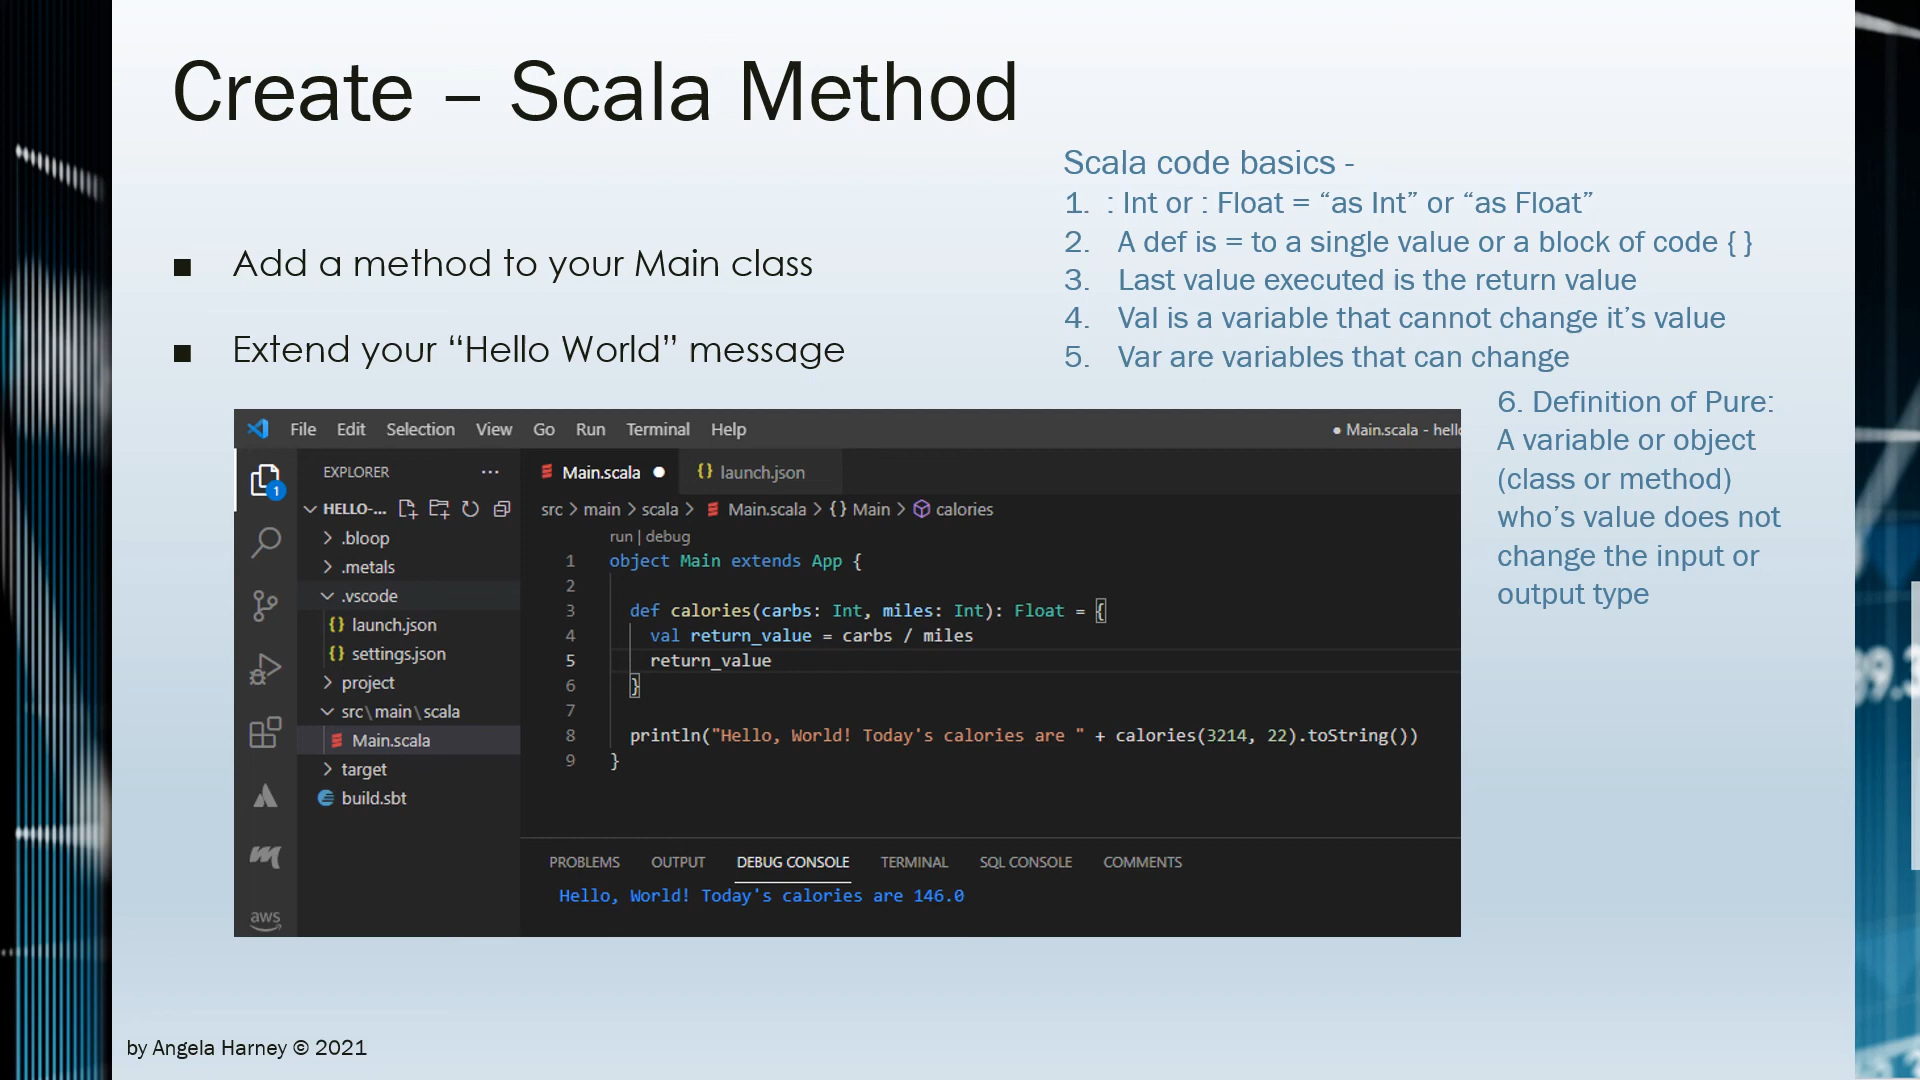 Create – Scala Method
Scala code basics -
1. : Int or : Float = “as Int” or “as Float”
2. A def is = to a single value or a block of code { }
3. Last value executed is the return value
4. Val is a variable that cannot change it’s value
5. Var are variables that can change
6. Definition of Pure:
A variable or object
(class or method)
who’s value does not
change the input or
output type
■ Add a method to your Main class
■ Extend your “Hello World” message
File Edit Selection View Go Run Terminal Help
● Main.scala - hello
EXPLORER ...
HELLO-...
.bloop
.metals
.vscode
{} launch.json
{} settings.json
project
src\main\scala
Main.scala
target
build.sbt
1
aws
Main.scala ●
{} launch.json
src > main > scala > Main.scala > {} Main > calories
run | debug
1 object Main extends App {
2
3 def calories(carbs: Int, miles: Int): Float = {
4 val return_value = carbs / miles
5 return_value
6 }
7
8 println("Hello, World! Today's calories are " + calories(3214, 22).toString())
9 }
PROBLEMS OUTPUT DEBUG CONSOLE TERMINAL SQL CONSOLE COMMENTS
Hello, World! Today's calories are 146.0
by Angela Harney © 2021